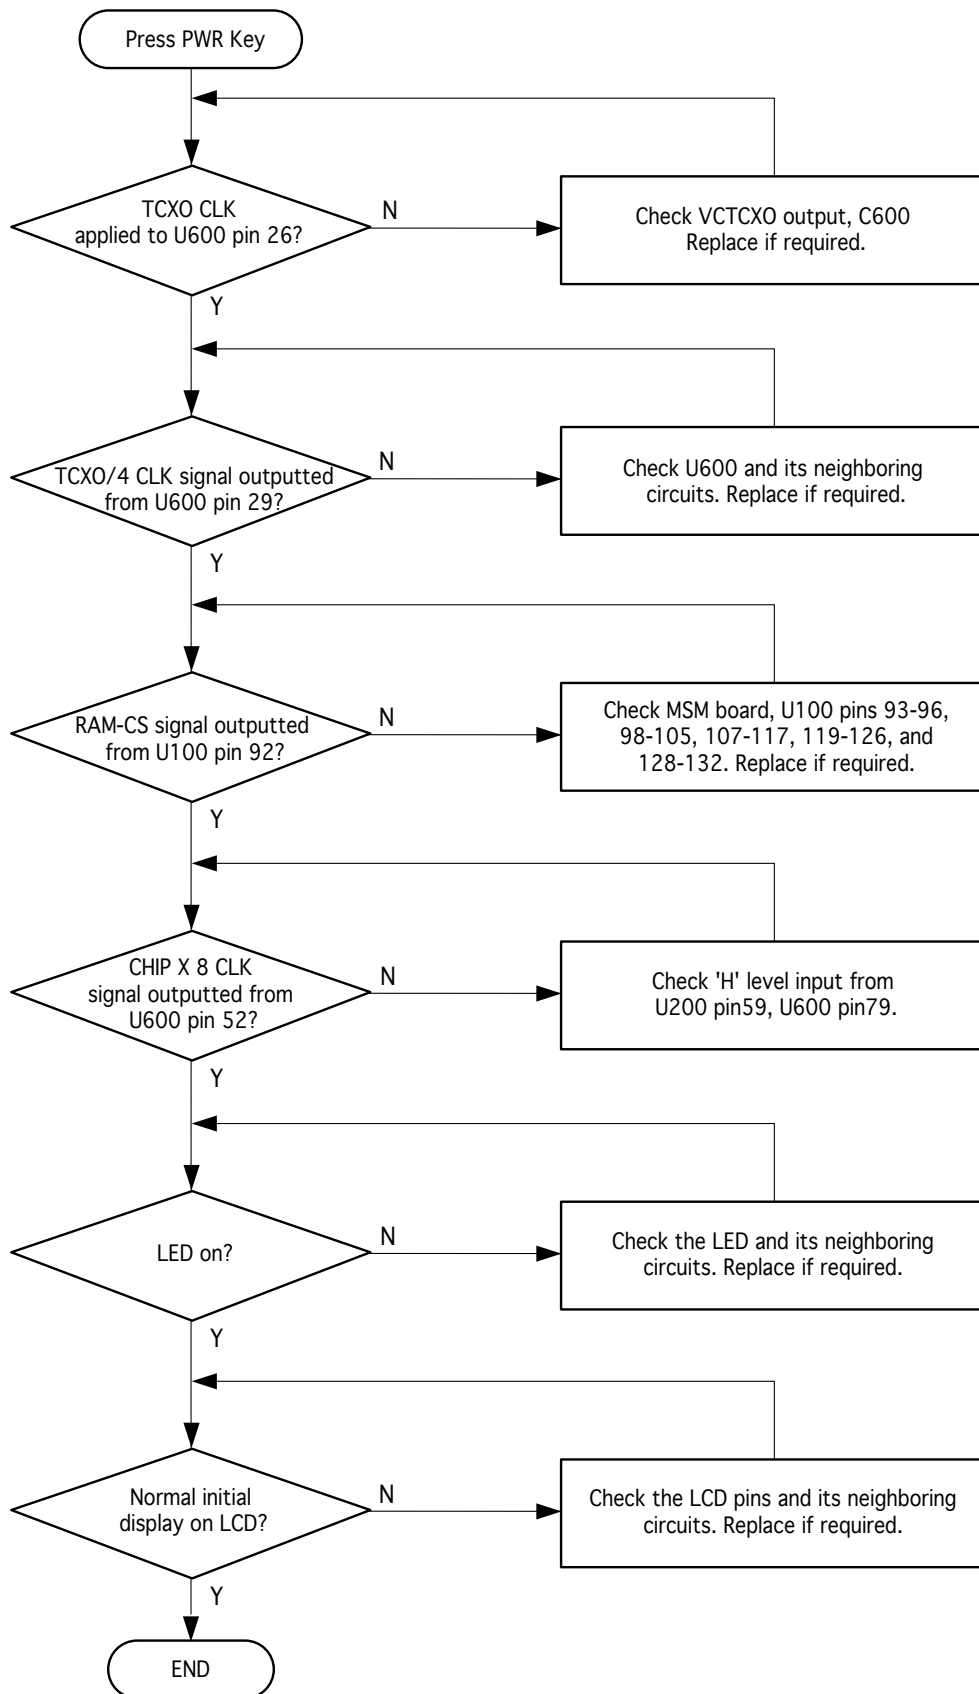 Press PWR Key
TCXO CLK
applied to U600 pin 26?
N
Check VCTCXO output, C600
Replace if required.
Y
TCXO/4 CLK signal outputted
from U600 pin 29?
N
Check U600 and its neighboring
circuits. Replace if required.
Y
RAM-CS signal outputted
from U100 pin 92?
N
Check MSM board, U100 pins 93-96,
98-105, 107-117, 119-126, and
128-132. Replace if required.
Y
CHIP X 8 CLK
signal outputted from
U600 pin 52?
N
Check 'H' level input from
U200 pin59, U600 pin79.
Y
LED on?
N
Check the LED and its neighboring
circuits. Replace if required.
Y
Normal initial
display on LCD?
N
Check the LCD pins and its neighboring
circuits. Replace if required.
Y
END